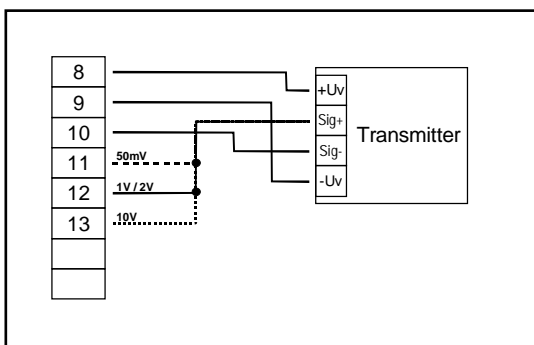 8
9
10
11
12
13
50mV
1V / 2V
10V
+Uv
Sig+
Sig-
-Uv
Transmitter